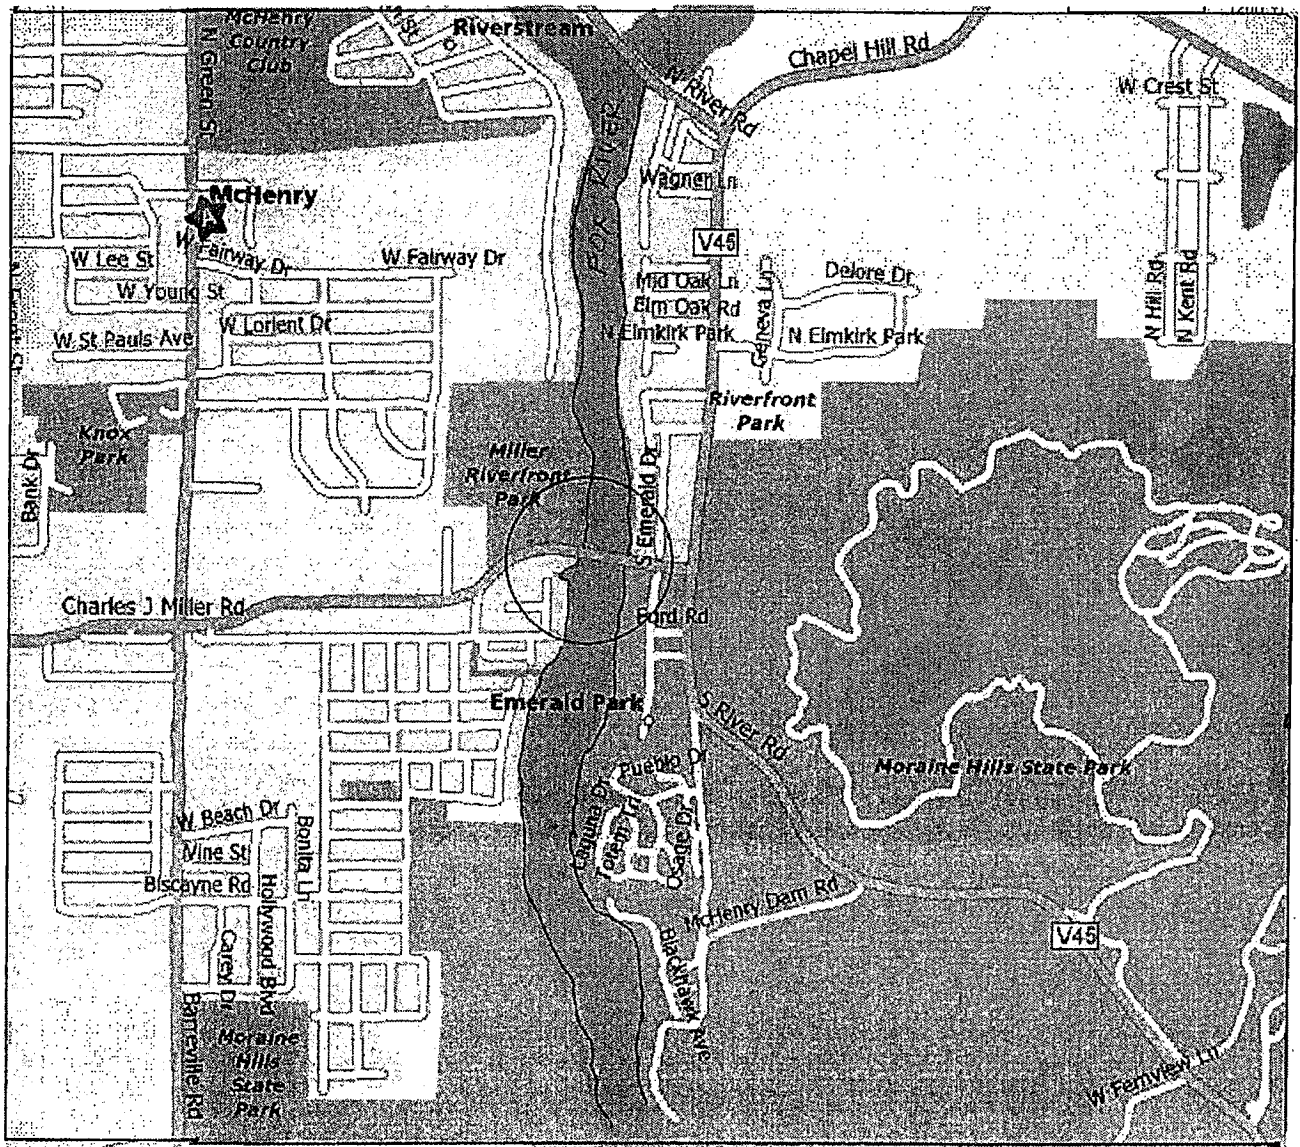 McHenry
Country
Club
Riverstream
N Green St
Chapel Hill Rd
N River Rd
W Crest St
FOX RIVER
Wagner Ln
McHenry
V45
W Fairway Dr
W Fairway Dr
W Lee St
W Young St
W Lorient Dr
W St Pauls Ave
Mid Oak Ln
Elm Oak Rd
N Elmkirk Park
Geneva Ln
Delore Dr
N Elmkirk Park
N Hill Rd
N Kent Rd
Riverfront
Park
Knox
Park
Bank Dr
Miller
Riverfront
Park
S Emerald Dr
Charles J Miller Rd
Ford Rd
Emerald Park
S River Rd
Moraine Hills State Park
Pueblo Dr
Laguna Dr
Totem Trl
Osage Dr
W Beach Dr
Vine St
Biscayne Rd
Bonita Ln
Hollywood Blvd
Carey Dr
McHenry Dam Rd
Blackhawk Ave
V45
Barreville Rd
Moraine
Hills
State
Park
W Fernview Ln